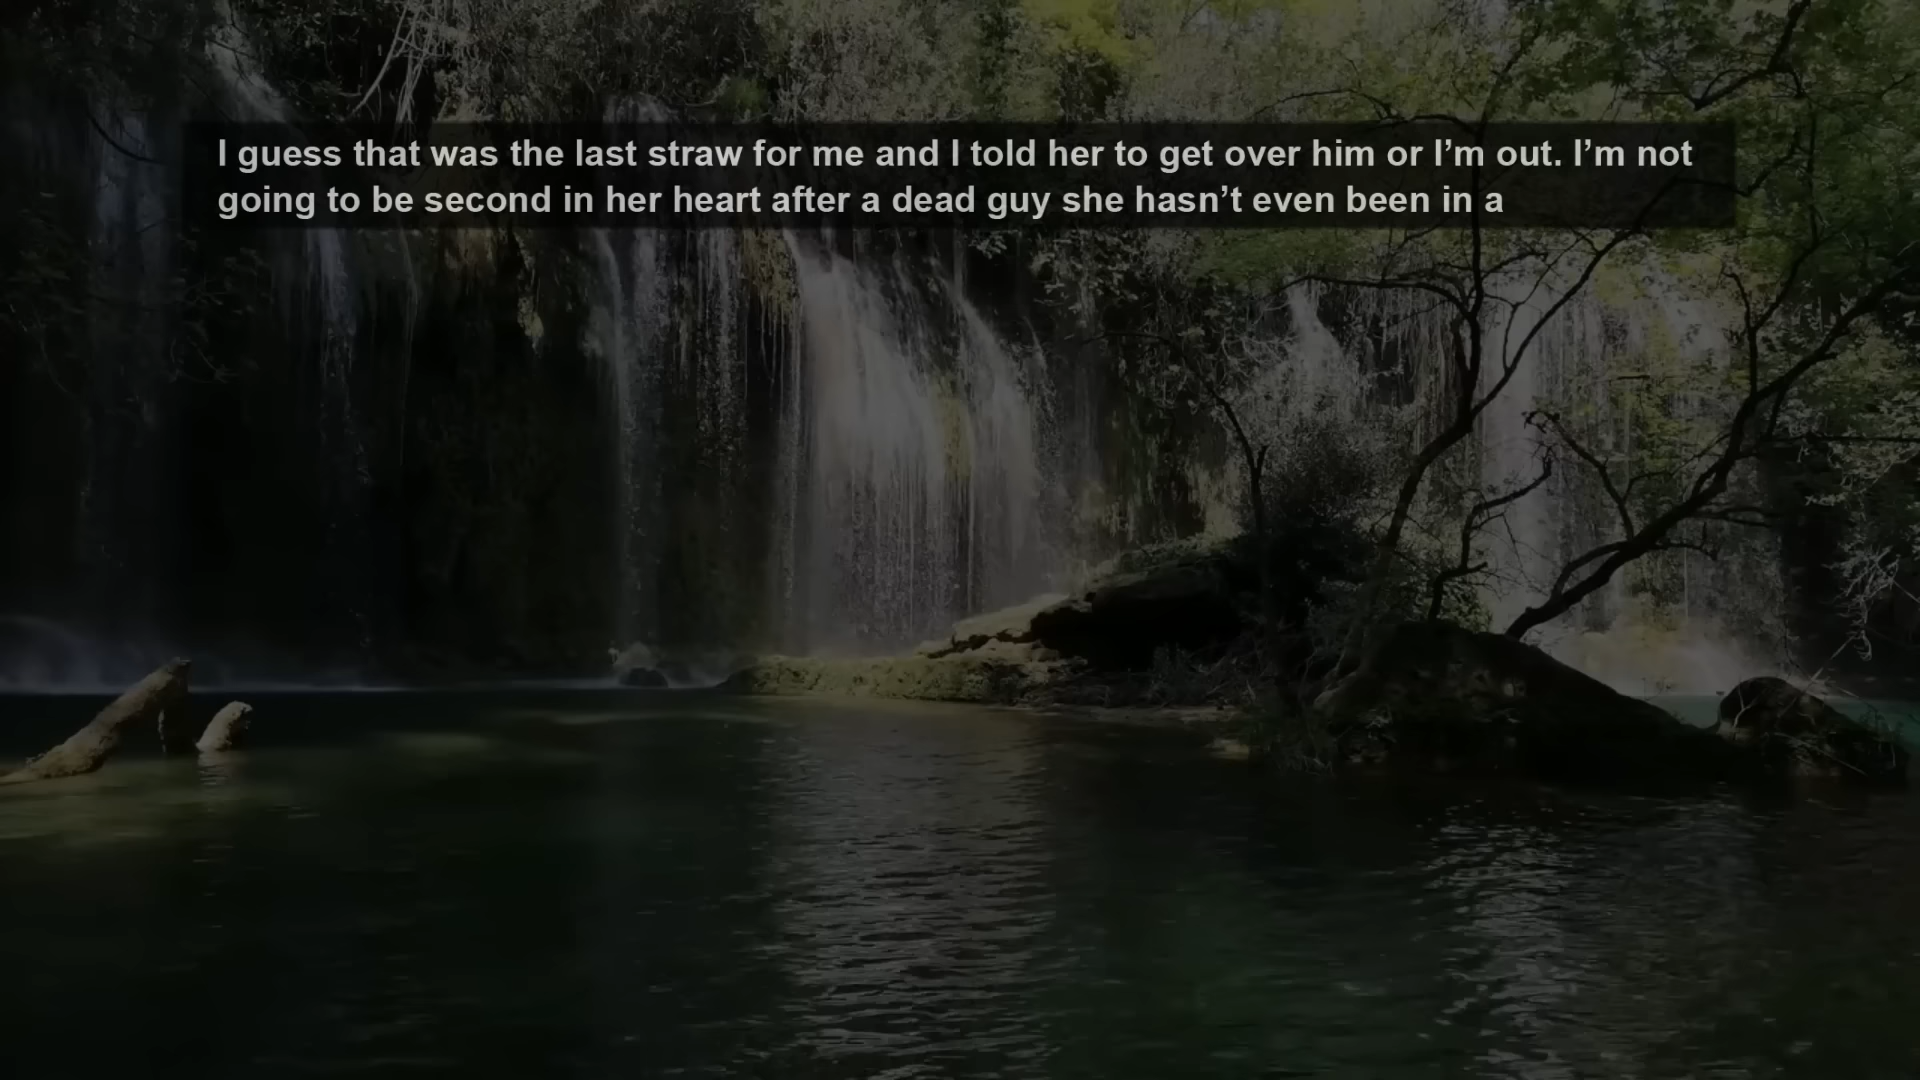 I guess that was the last straw for me and I told her to get over him or I’m out. I’m not
going to be second in her heart after a dead guy she hasn’t even been in a